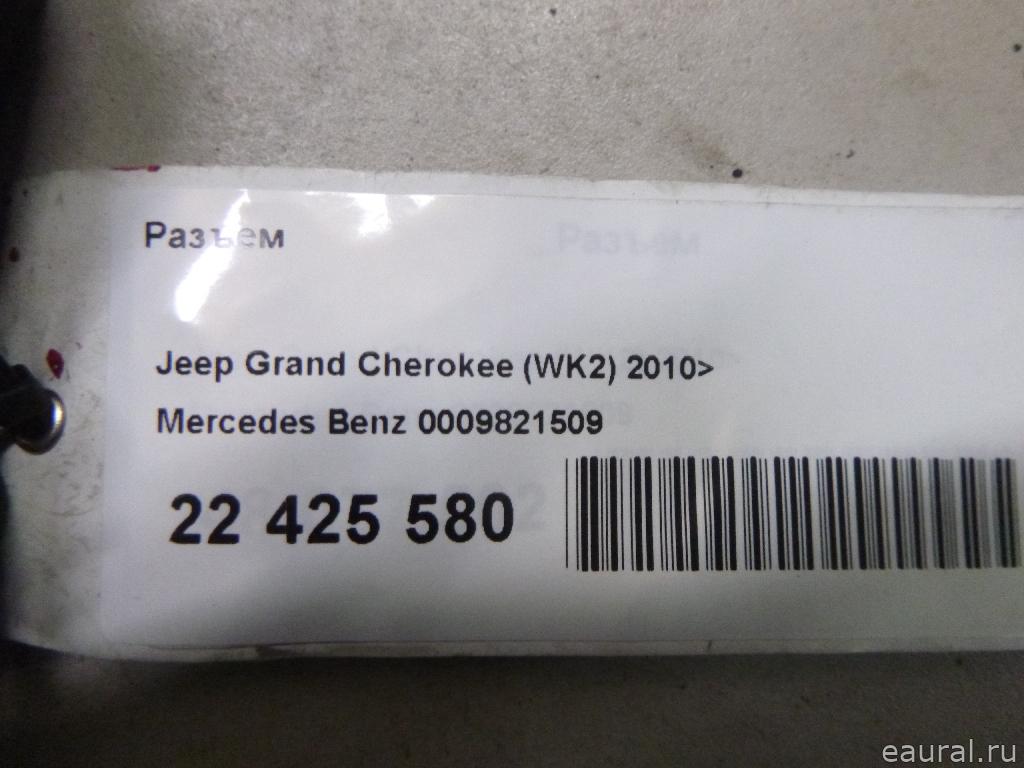 Разъем
Jeep Grand Cherokee (WK2) 2010>
Mercedes Benz 0009821509
22 425 580
eaural.ru